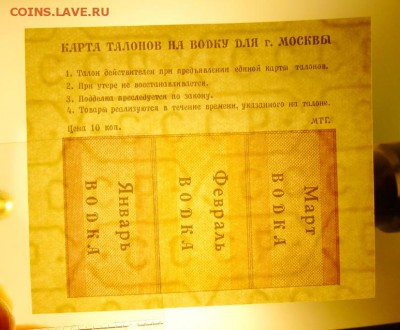 COINS.LAVE.RU
КАРТА ТАЛОНОВ НА ВОДКУ ДЛЯ г. МОСКВЫ
1. Талон действителен при предъявлении единой карты талонов.
2. При утере не восстанавливается.
3. Подделка преследуется по закону.
4. Товары реализуются в течение времени, указанного на талоне.
Цена 10 коп.
МТГ.
Январь
ВОДКА
Февраль
ВОДКА
Март
ВОДКА